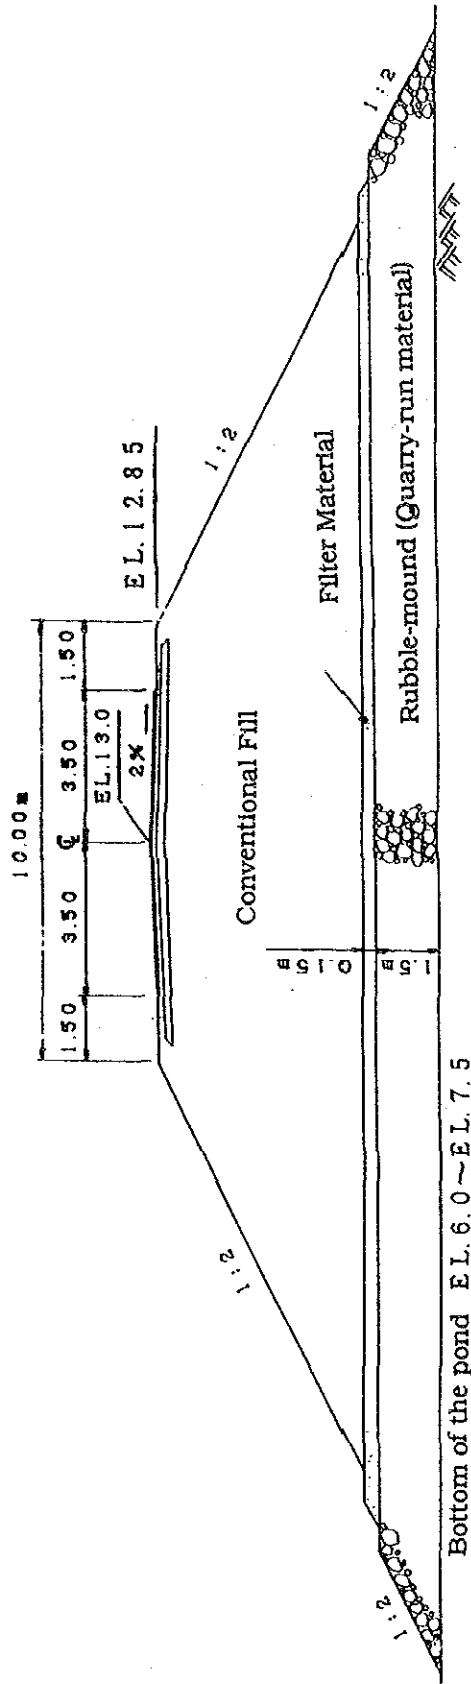 10.00m
1.50 3.50 ℄ 3.50 1.50
EL.13.0
2%
EL.12.85
1:2
1:2
Conventional Fill
Filter Material
0.15m
1.5m
Rubble-mound (Quarry-run material)
1:2
1:2
Bottom of the pond EL.6.0~EL.7.5